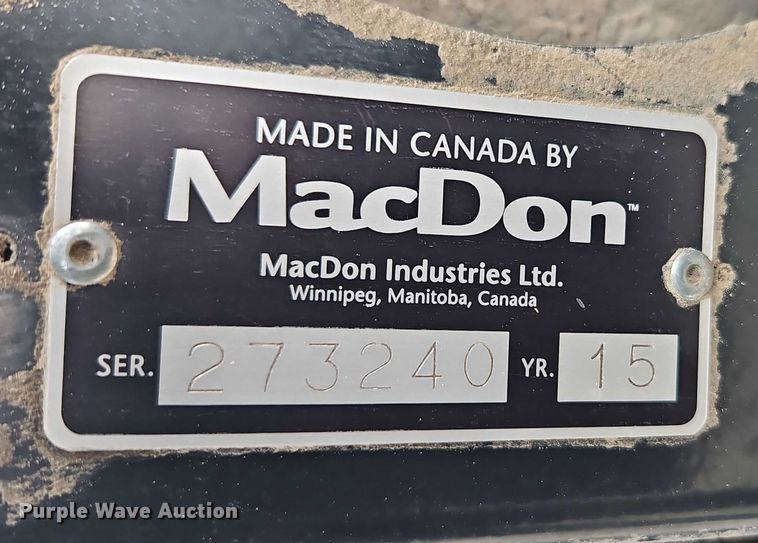 MADE IN CANADA BY
MacDon™
MacDon Industries Ltd.
Winnipeg, Manitoba, Canada
SER. 273240 YR. 15
Purple Wave Auction